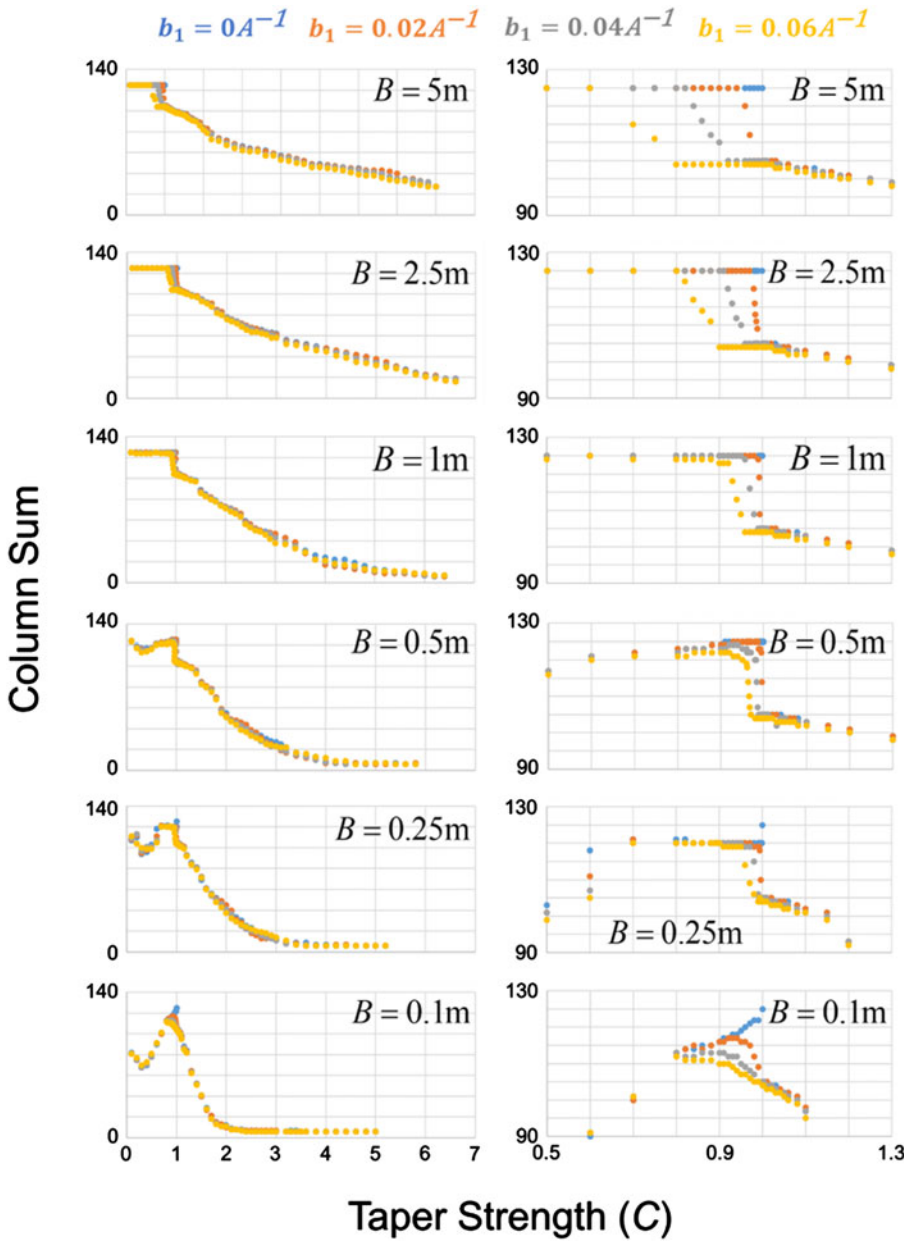 b₁ = 0A⁻¹ b₁ = 0.02A⁻¹ b₁ = 0.04A⁻¹ b₁ = 0.06A⁻¹
140 B = 5m 130 B = 5m
0 90
140 B = 2.5m 130 B = 2.5m
0 90
140 B = 1m 130 B = 1m
0 90
Column Sum
140 B = 0.5m 130 B = 0.5m
0 90
140 B = 0.25m 130
B = 0.25m
0 90
140 B = 0.1m 130 B = 0.1m
0 90
0 1 2 3 4 5 6 7 0.5 0.9 1.3
Taper Strength (C)